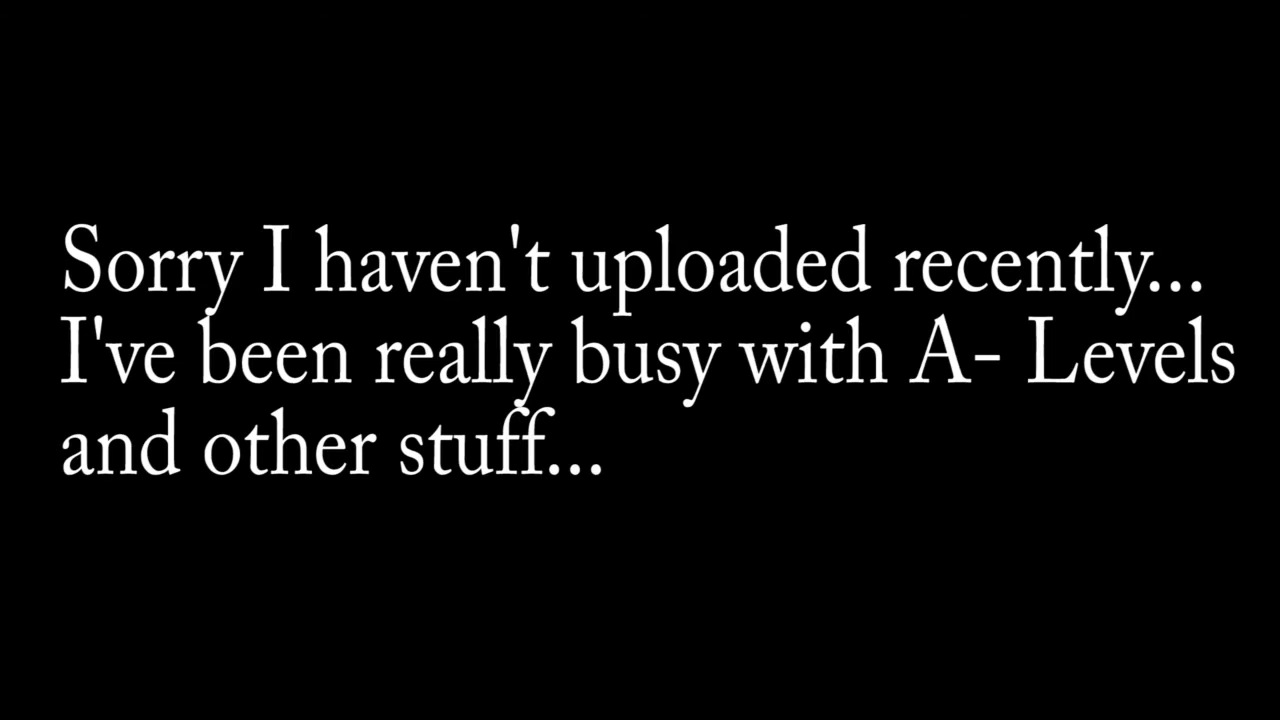 Sorry I haven't uploaded recently...
I've been really busy with A- Levels
and other stuff...